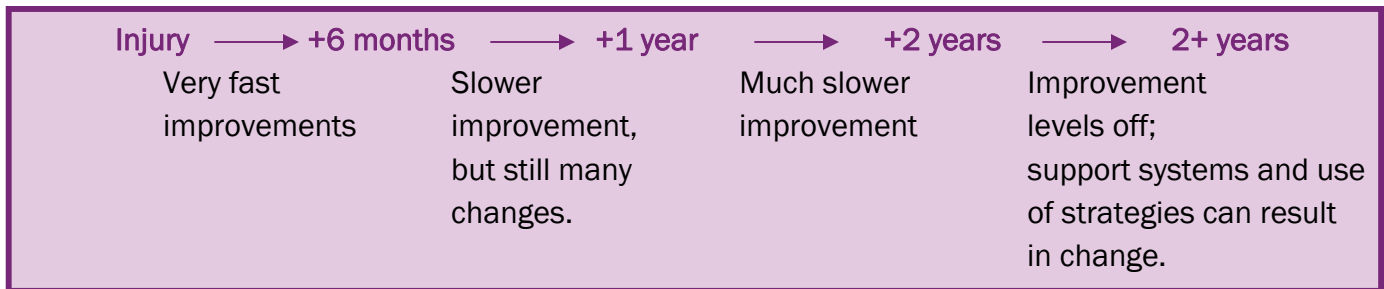 Injury → +6 months → +1 year → +2 years → 2+ years
Very fast
improvements
Slower
improvement,
but still many
changes.
Much slower
improvement
Improvement
levels off;
support systems and use
of strategies can result
in change.